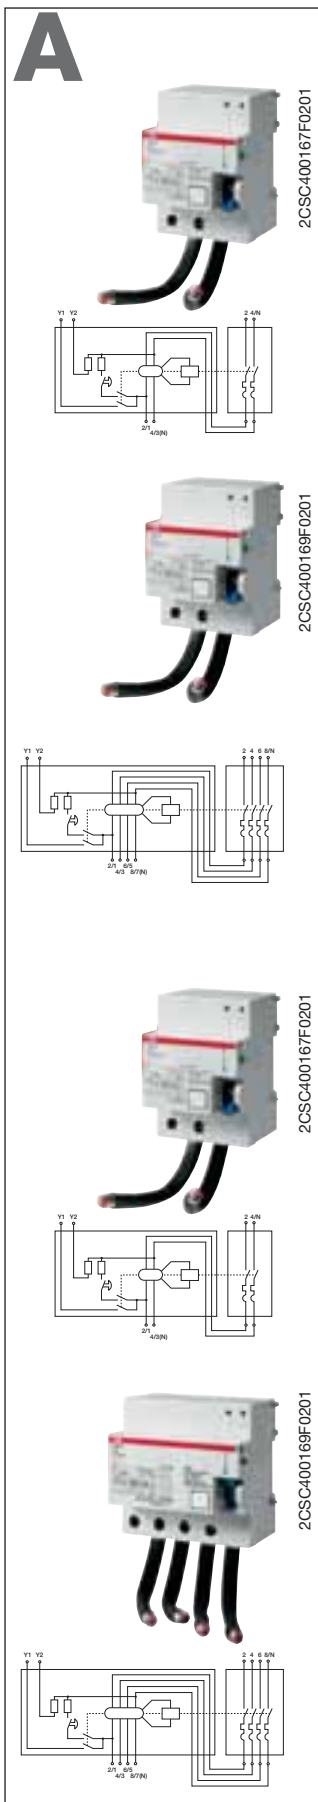 A
2CSC400167F0201
Y1 Y2
2 4/N
2/1
4/3(N)
2CSC400169F0201
Y1 Y2
2 4 6 8/N
2/1 6/5
4/3 8/7(N)
2CSC400167F0201
Y1 Y2
2 4/N
2/1
4/3(N)
2CSC400169F0201
Y1 Y2
2 4 6 8/N
2/1 6/5
4/3 8/7(N)